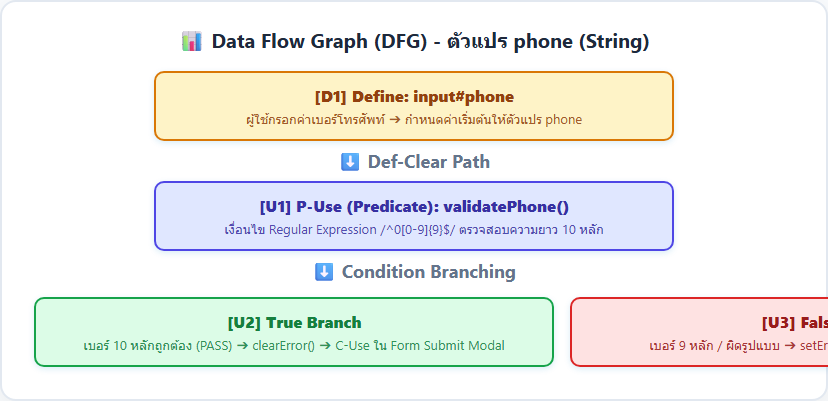 📊 Data Flow Graph (DFG) - ตัวแปร phone (String)
[D1] Define: input#phone
ผู้ใช้กรอกค่าเบอร์โทรศัพท์ ➔ กำหนดค่าเริ่มต้นให้ตัวแปร phone
⬇️ Def-Clear Path
[U1] P-Use (Predicate): validatePhone()
เงื่อนไข Regular Expression /^0[0-9]{9}$/ ตรวจสอบความยาว 10 หลัก
⬇️ Condition Branching
[U2] True Branch
เบอร์ 10 หลักถูกต้อง (PASS) ➔ clearError() ➔ C-Use ใน Form Submit Modal
[U3] Fals
เบอร์ 9 หลัก / ผิดรูปแบบ ➔ setEr